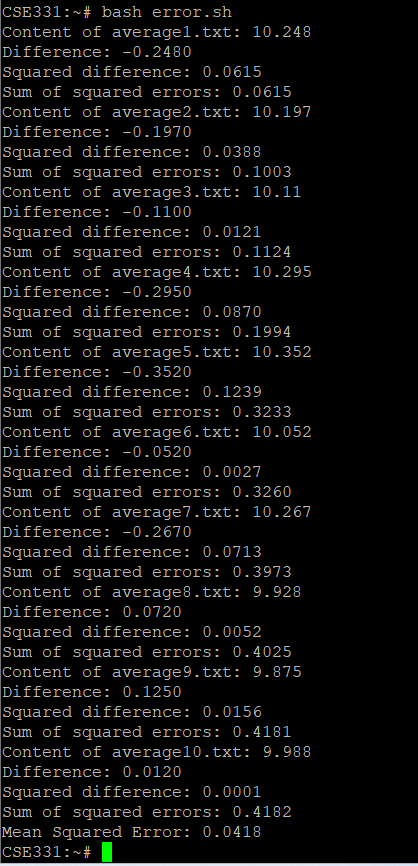 CSE331:~# bash error.sh
Content of average1.txt: 10.248
Difference: -0.2480
Squared difference: 0.0615
Sum of squared errors: 0.0615
Content of average2.txt: 10.197
Difference: -0.1970
Squared difference: 0.0388
Sum of squared errors: 0.1003
Content of average3.txt: 10.11
Difference: -0.1100
Squared difference: 0.0121
Sum of squared errors: 0.1124
Content of average4.txt: 10.295
Difference: -0.2950
Squared difference: 0.0870
Sum of squared errors: 0.1994
Content of average5.txt: 10.352
Difference: -0.3520
Squared difference: 0.1239
Sum of squared errors: 0.3233
Content of average6.txt: 10.052
Difference: -0.0520
Squared difference: 0.0027
Sum of squared errors: 0.3260
Content of average7.txt: 10.267
Difference: -0.2670
Squared difference: 0.0713
Sum of squared errors: 0.3973
Content of average8.txt: 9.928
Difference: 0.0720
Squared difference: 0.0052
Sum of squared errors: 0.4025
Content of average9.txt: 9.875
Difference: 0.1250
Squared difference: 0.0156
Sum of squared errors: 0.4181
Content of average10.txt: 9.988
Difference: 0.0120
Squared difference: 0.0001
Sum of squared errors: 0.4182
Mean Squared Error: 0.0418
CSE331:~#